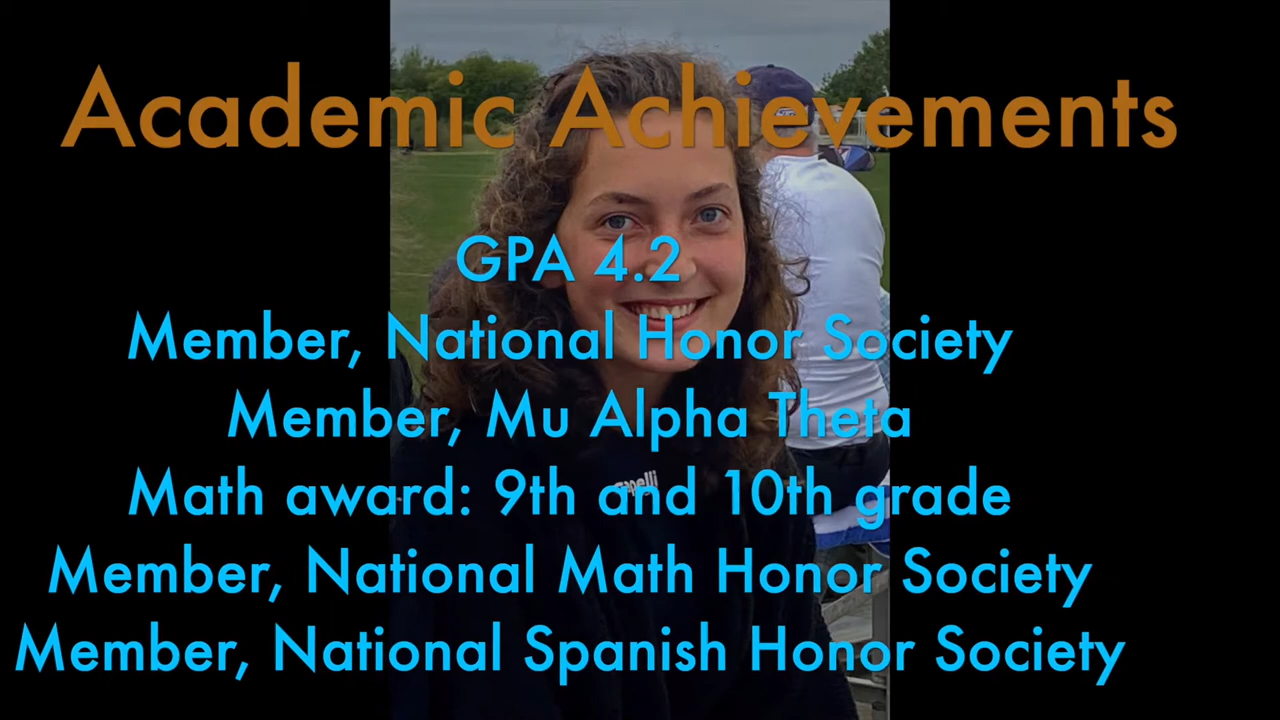 Academic Achievements
GPA 4.2
Member, National Honor Society
Member, Mu Alpha Theta
Capelli
Math award: 9th and 10th grade
Member, National Math Honor Society
Member, National Spanish Honor Society